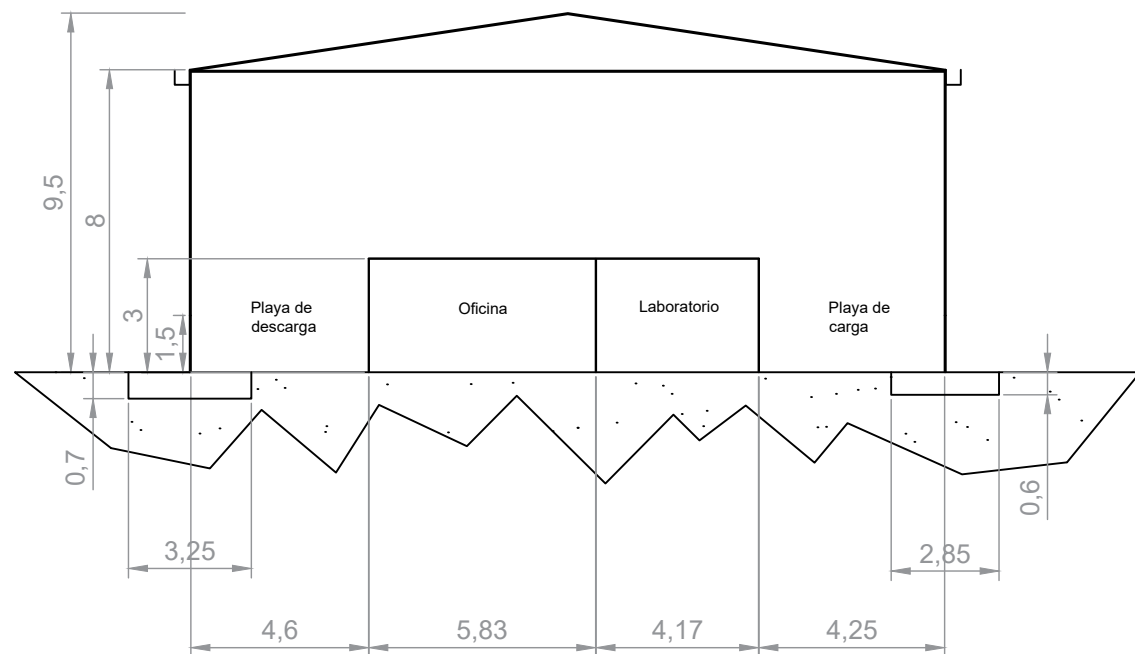 9,5
8
3
1,5
Playa de
descarga
Oficina
Laboratorio
Playa de
carga
0,7
0,6
3,25
2,85
4,6
5,83
4,17
4,25